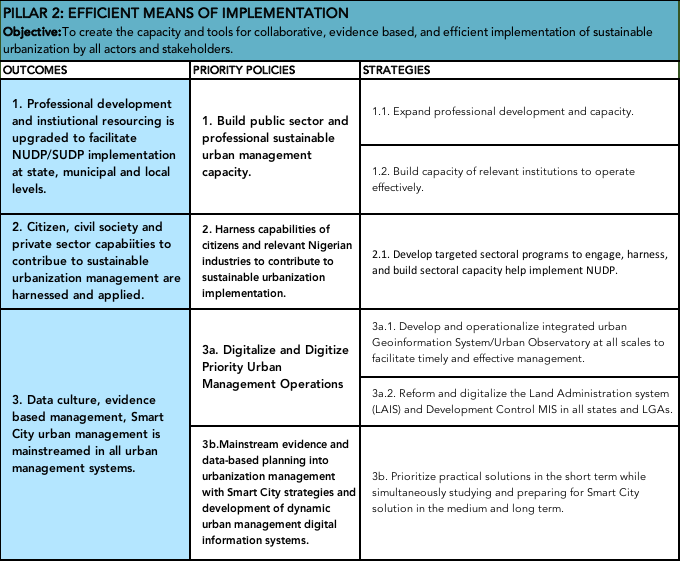 PILLAR 2: EFFICIENT MEANS OF IMPLEMENTATION
Objective:To create the capacity and tools for collaborative, evidence based, and efficient implementation of sustainable
urbanization by all actors and stakeholders.
OUTCOMES
PRIORITY POLICIES
STRATEGIES
1. Professional development
and instiutional resourcing is
upgraded to facilitate
NUDP/SUDP implementation
at state, municipal and local
levels.
1. Build public sector and
professional sustainable
urban management
capacity.
1.1. Expand professional development and capacity.
1.2. Build capacity of relevant institutions to operate
effectively.
2. Citizen, civil society and
private sector capabiities to
contribue to sustainable
urbanization management are
harnessed and applied.
2. Harness capabilities of
citizens and relevant Nigerian
industries to contribute to
sustainable urbanization
implementation.
2.1. Develop targeted sectoral programs to engage, harness,
and build sectoral capacity help implement NUDP.
3. Data culture, evidence
based management, Smart
City urban management is
mainstreamed in all urban
management systems.
3a. Digitalize and Digitize
Priority Urban
Management Operations
3a.1. Develop and operationalize integrated urban
Geoinformation System/Urban Observatory at all scales to
facilitate timely and effective management.
3a.2. Reform and digitalize the Land Administration system
(LAIS) and Development Control MIS in all states and LGAs.
3b.Mainstream evidence and
data-based planning into
urbanization management
with Smart City strategies and
development of dynamic
urban management digital
information systems.
3b. Prioritize practical solutions in the short term while
simultaneously studying and preparing for Smart City
solution in the medium and long term.